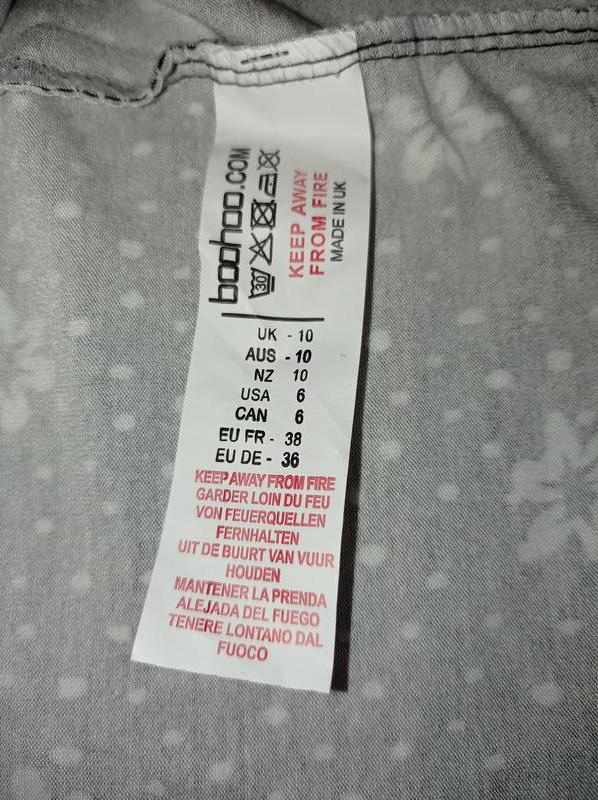 boohoo.COM
30
KEEP AWAY
FROM FIRE
MADE IN UK
UK - 10
AUS - 10
NZ 10
USA 6
CAN 6
EU FR - 38
EU DE - 36
KEEP AWAY FROM FIRE
GARDER LOIN DU FEU
VON FEUERQUELLEN
FERNHALTEN
UIT DE BUURT VAN VUUR
HOUDEN
MANTENER LA PRENDA
ALEJADA DEL FUEGO
TENERE LONTANO DAL
FUOCO